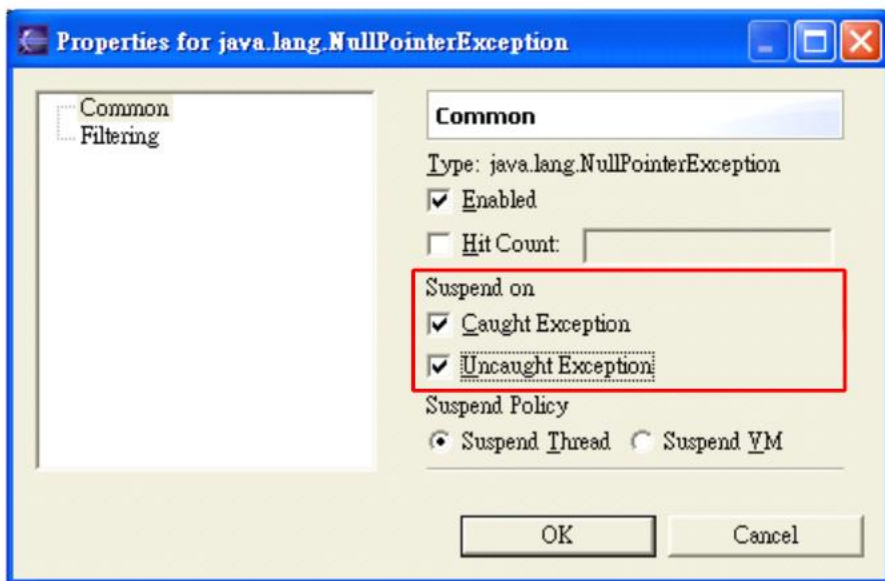 Properties for java.lang.NullPointerException
Common
Filtering
Common
Type: java.lang.NullPointerException
Enabled
Hit Count:
Suspend on
Caught Exception
Uncaught Exception
Suspend Policy
Suspend Thread Suspend VM
OK Cancel